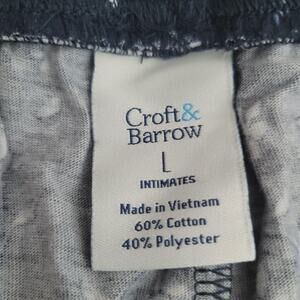 Croft&
Barrow
L
INTIMATES
Made in Vietnam
60% Cotton
40% Polyester